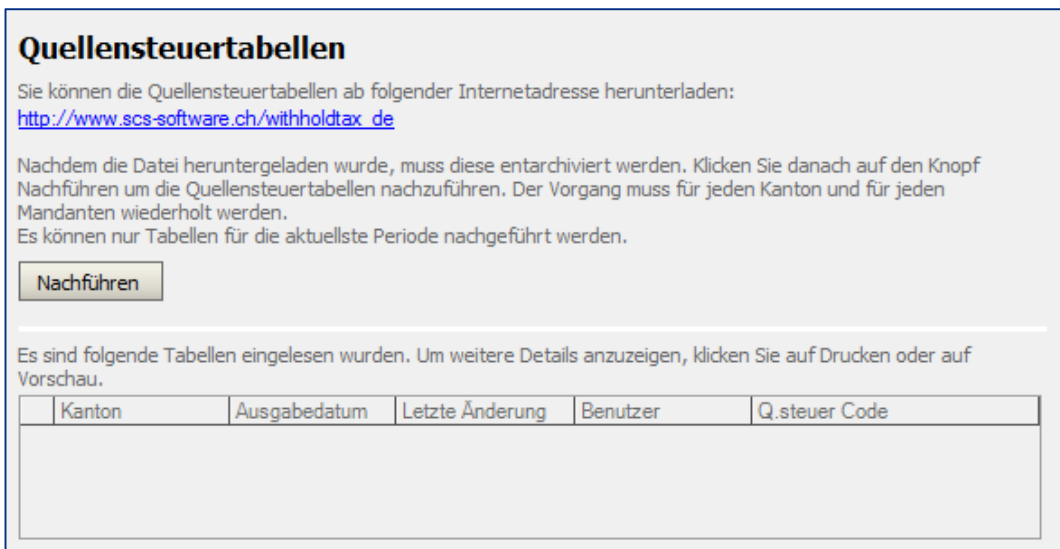 Quellensteuertabellen
Sie können die Quellensteuertabellen ab folgender Internetadresse herunterladen:
http://www.scs-software.ch/withholdtax_de
Nachdem die Datei heruntergeladen wurde, muss diese entarchiviert werden. Klicken Sie danach auf den Knopf
Nachführen um die Quellensteuertabellen nachzuführen. Der Vorgang muss für jeden Kanton und für jeden
Mandanten wiederholt werden.
Es können nur Tabellen für die aktuellste Periode nachgeführt werden.
Nachführen
Es sind folgende Tabellen eingelesen wurden. Um weitere Details anzuzeigen, klicken Sie auf Drucken oder auf
Vorschau.
Kanton Ausgabedatum Letzte Änderung Benutzer Q.steuer Code